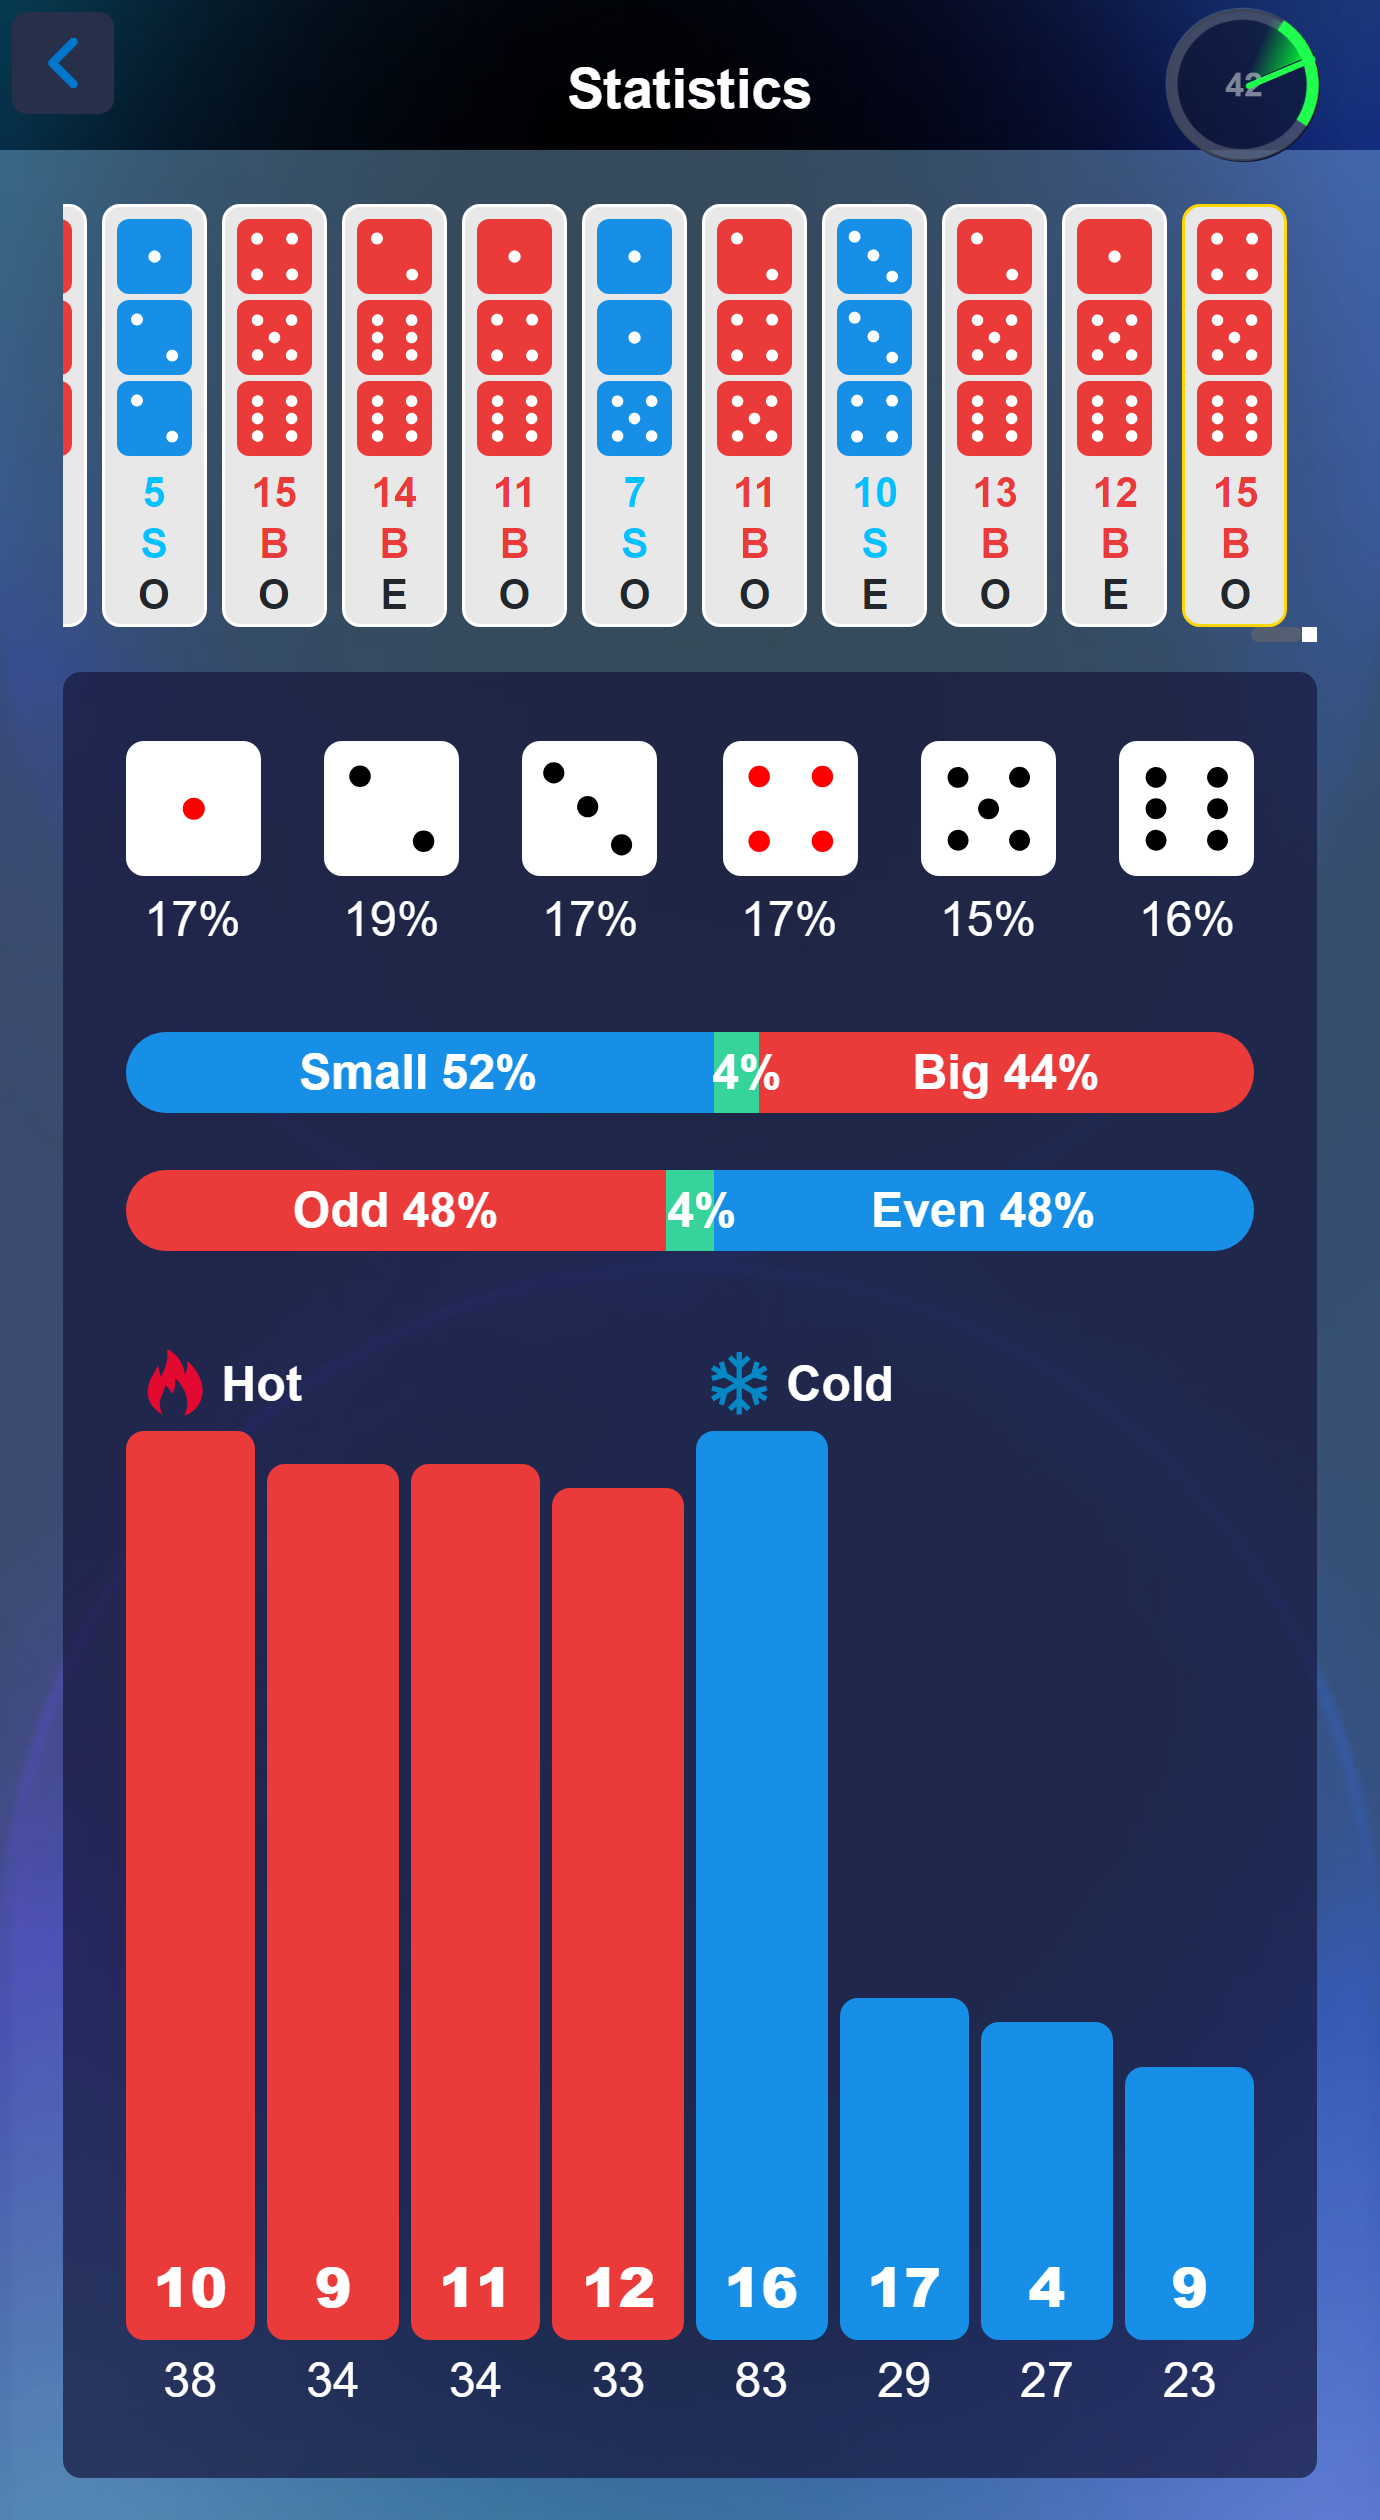 Statistics
42
5 15 14 11 7 11 10 13 12 15
S B B B S B S B B B
O O E O O O E O E O
17% 19% 17% 17% 15% 16%
Small 52% 4% Big 44%
Odd 48% 4% Even 48%
Hot Cold
10 9 11 12 16 17 4 9
38 34 34 33 83 29 27 23